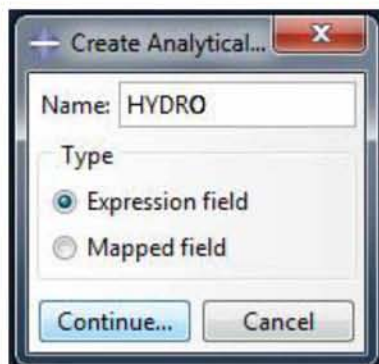 Create Analytical...
Name: HYDRO
Type
Expression field
Mapped field
Continue... Cancel